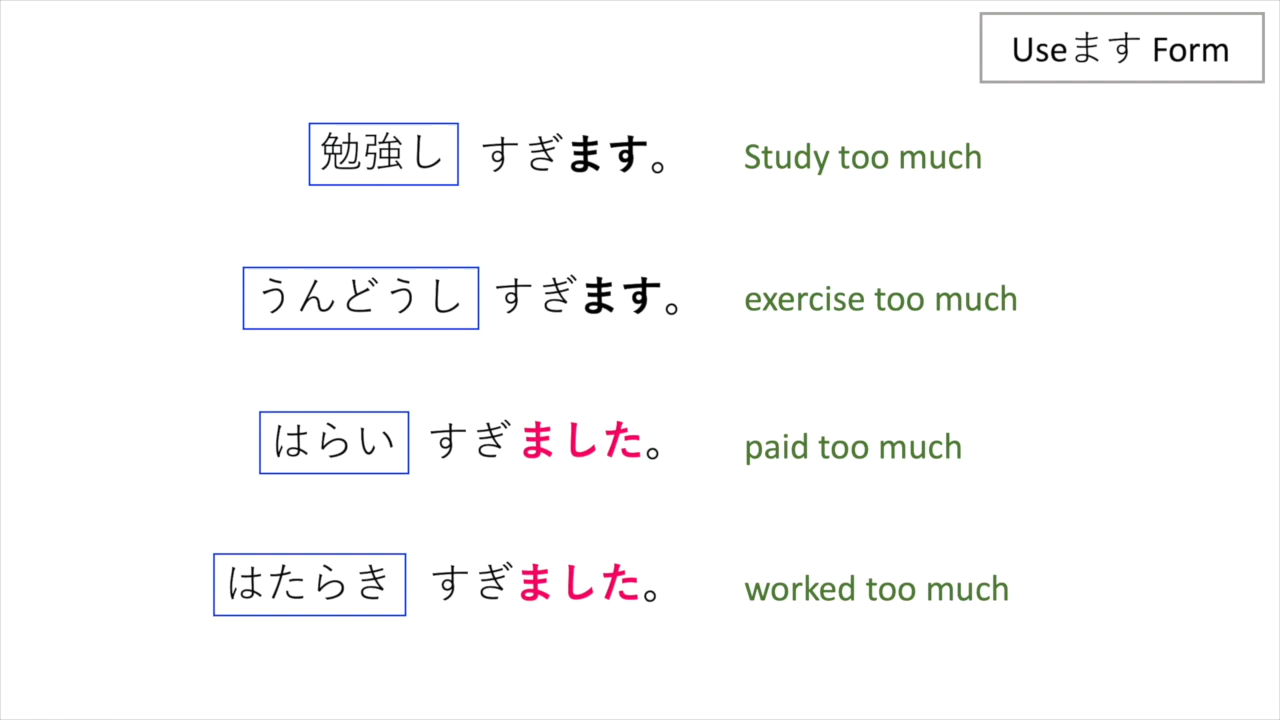 Useます Form
勉強し すぎます。 Study too much
うんどうし すぎます。 exercise too much
はらい すぎました。 paid too much
はたらき すぎました。 worked too much